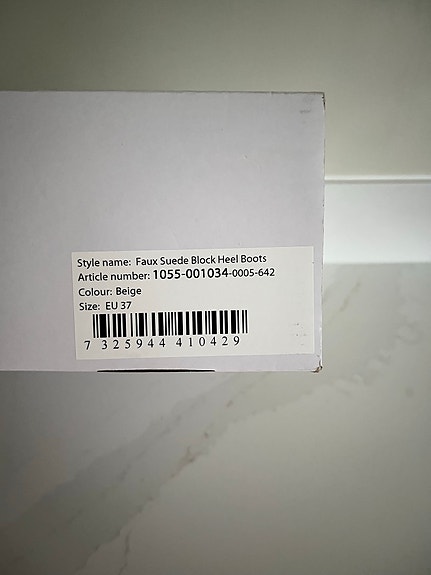 Style name: Faux Suede Block Heel Boots
Article number: 1055-001034-0005-642
Colour: Beige
Size: EU 37
7 325944 410429